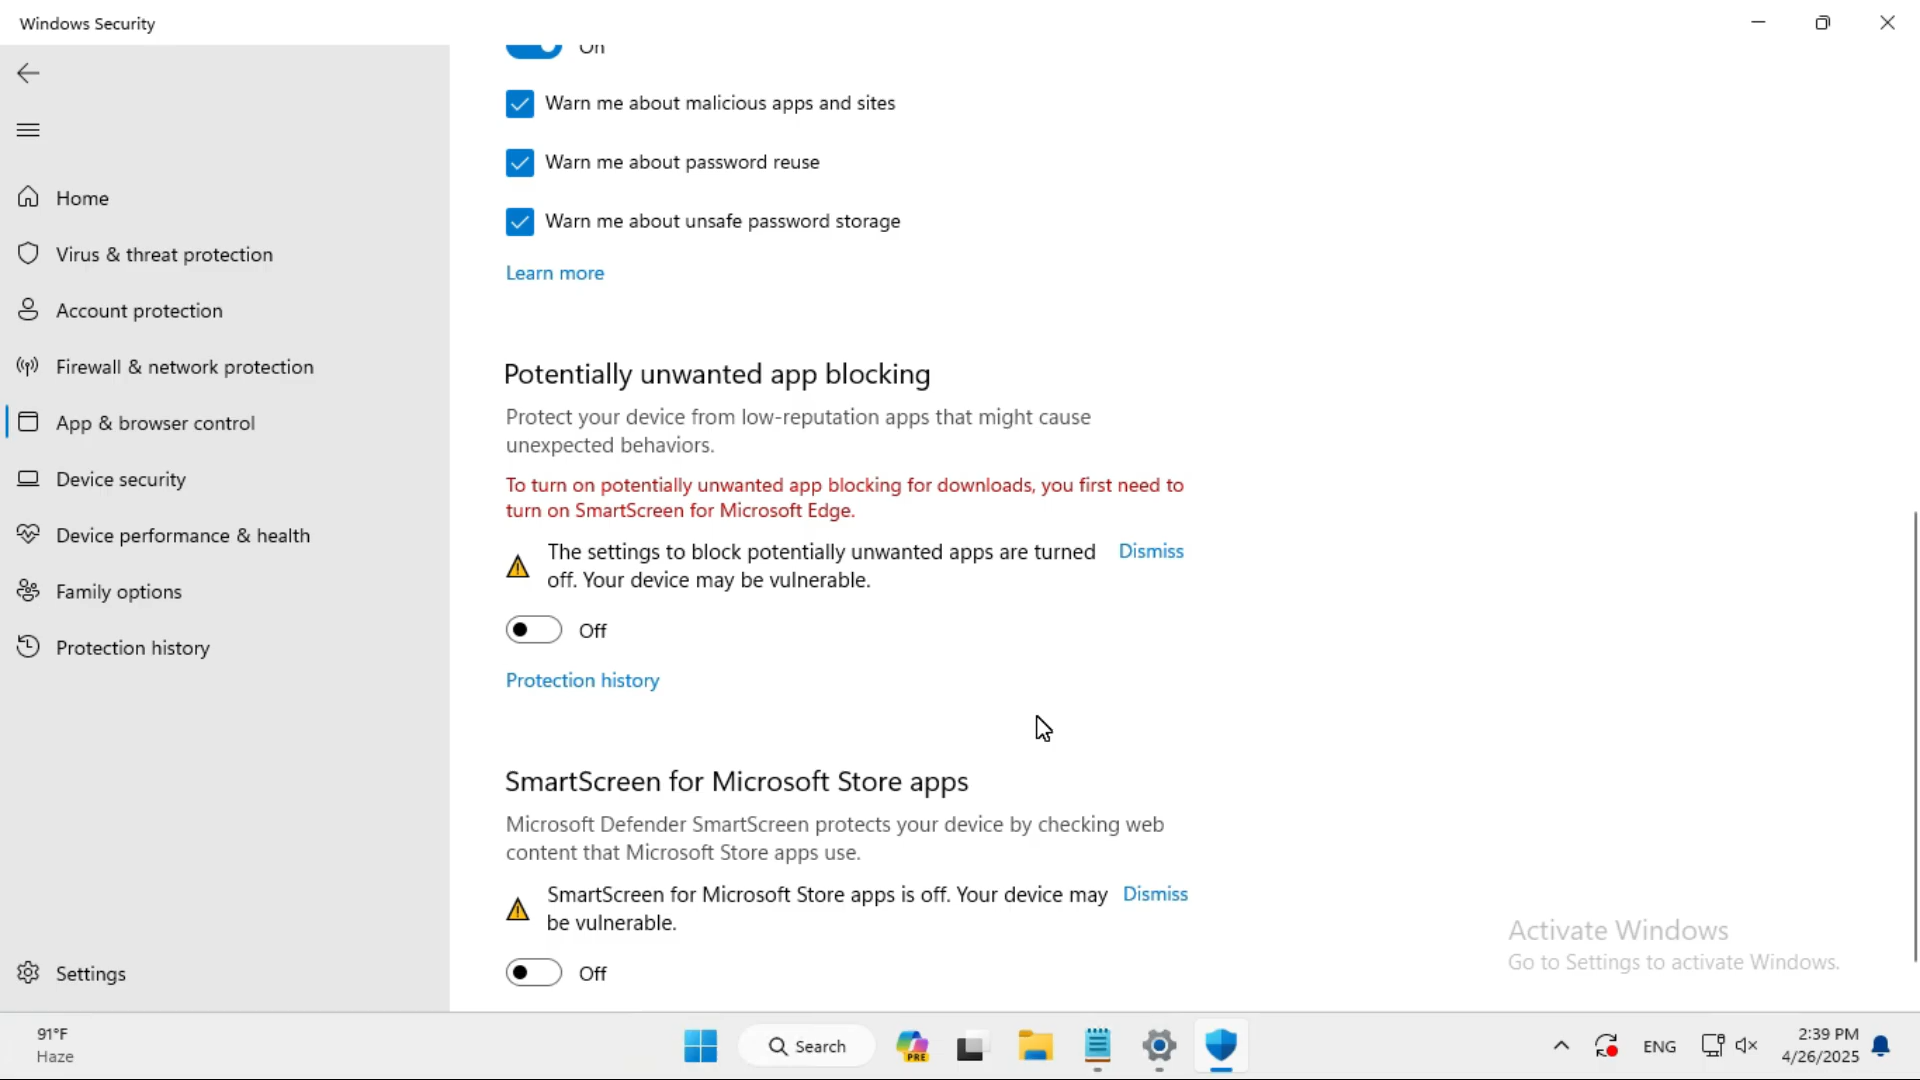 Windows Security
On
Warn me about malicious apps and sites
Warn me about password reuse
Warn me about unsafe password storage
Learn more
Home
Virus & threat protection
Account protection
Firewall & network protection
App & browser control
Device security
Device performance & health
Family options
Protection history
Settings
Potentially unwanted app blocking
Protect your device from low-reputation apps that might cause
unexpected behaviors.
To turn on potentially unwanted app blocking for downloads, you first need to
turn on SmartScreen for Microsoft Edge.
The settings to block potentially unwanted apps are turned
off. Your device may be vulnerable.
Dismiss
Off
Protection history
SmartScreen for Microsoft Store apps
Microsoft Defender SmartScreen protects your device by checking web
content that Microsoft Store apps use.
SmartScreen for Microsoft Store apps is off. Your device may
be vulnerable.
Dismiss
Off
Activate Windows
Go to Settings to activate Windows.
91°F
Haze
Search
PRE
ENG
2:39 PM
4/26/2025